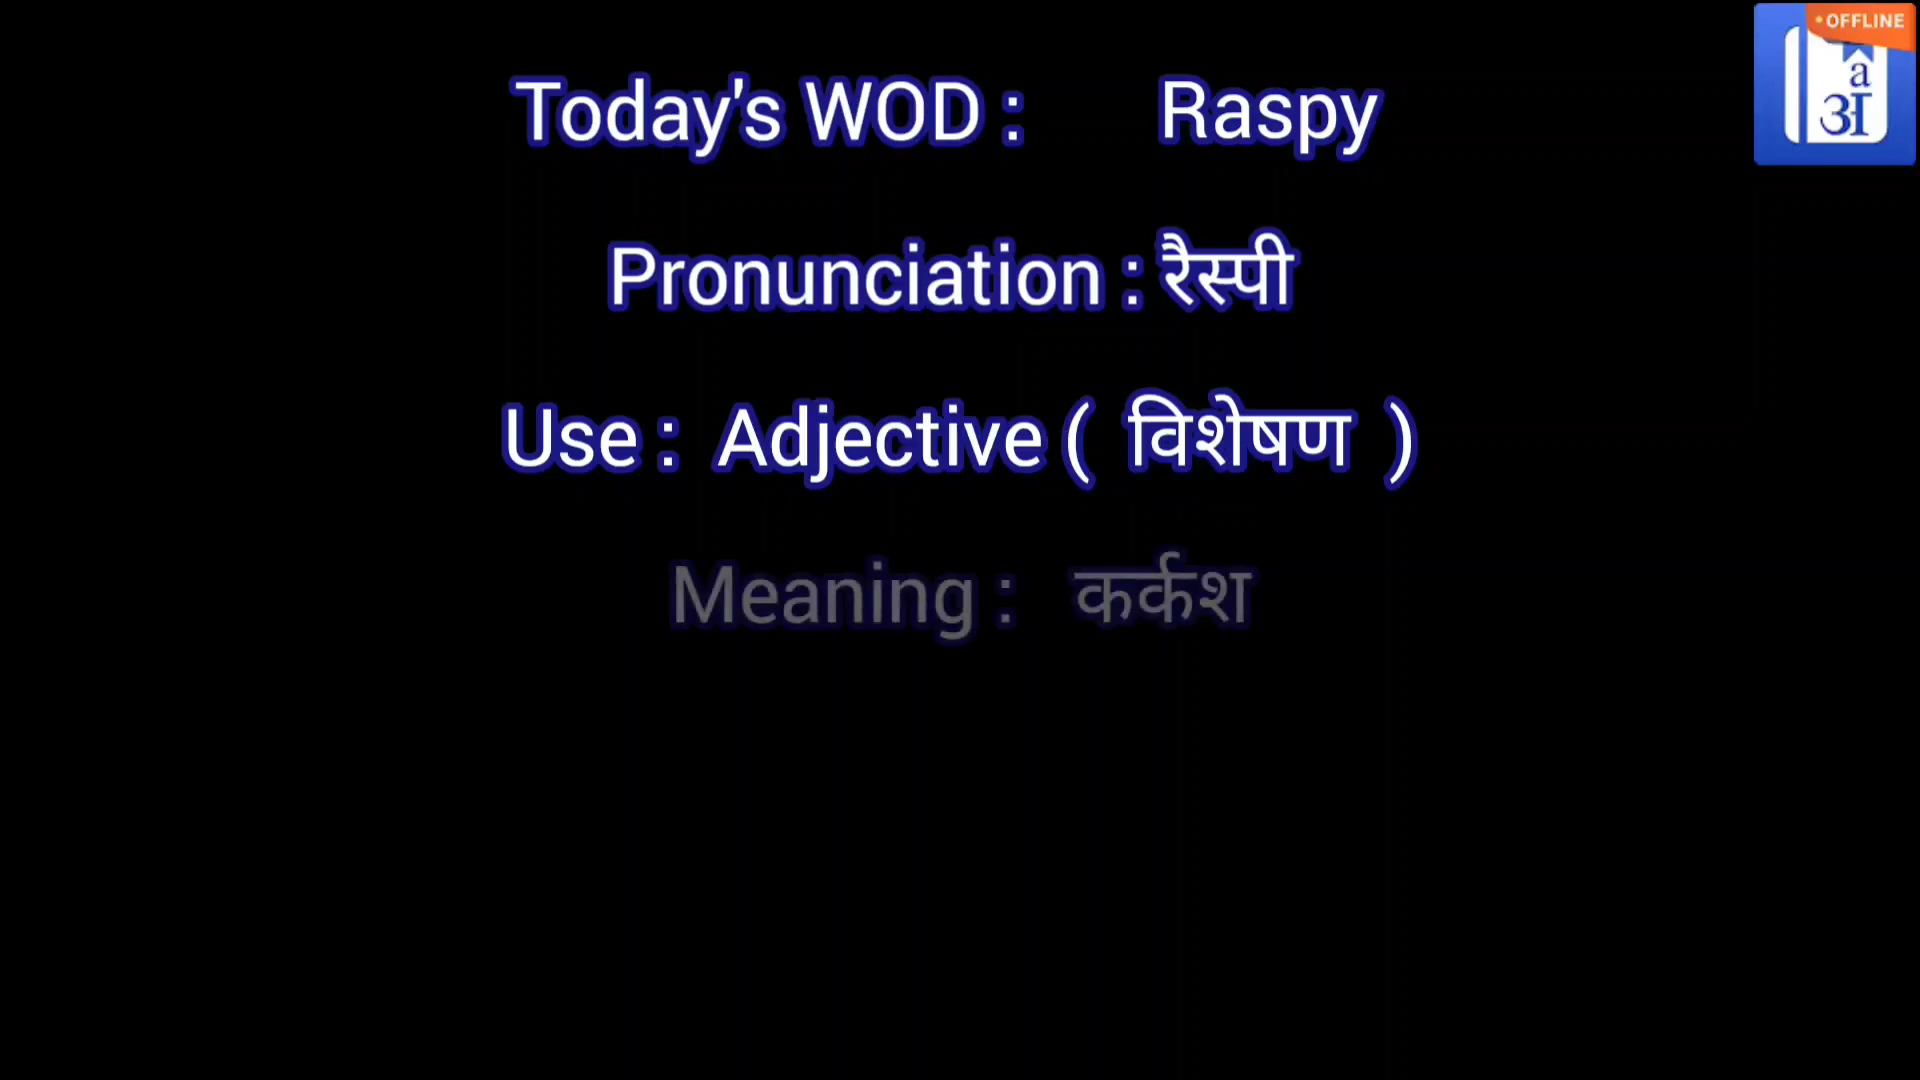 • OFFLINE
a
अ
Today's WOD : Raspy
Pronunciation : रैस्पी
Use : Adjective ( विशेषण )
Meaning : कर्कश